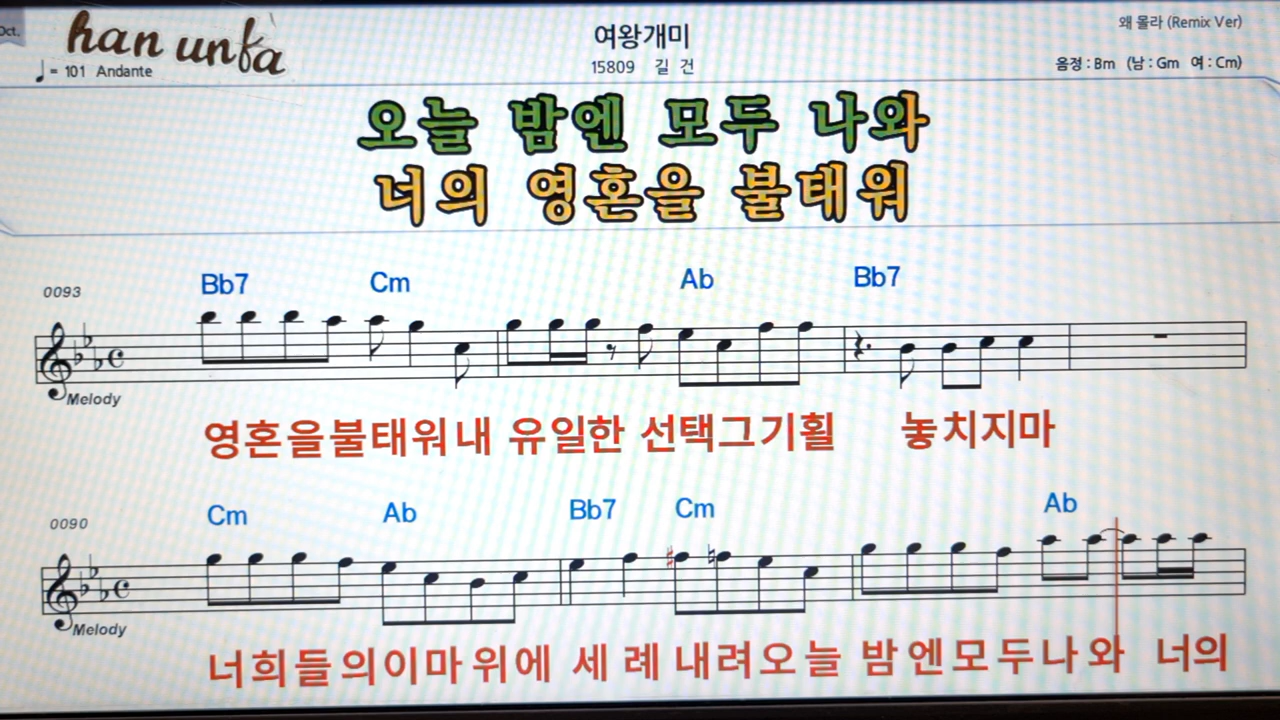 Oct.
han unfa
♩= 101 Andante
여왕개미
15809 길 건
왜 몰라 (Remix Ver)
음정 : Bm (남 : Gm 여 : Cm)
오늘 밤엔 모두 나와
너의 영혼을 불태워
0093
Bb7 Cm Ab Bb7
Melody
영혼을불태워내 유일한 선택그기횔 놓치지마
0090
Cm Ab Bb7 Cm Ab
Melody
너희들의이마위에 세 례 내려오늘 밤엔모두나와 너의